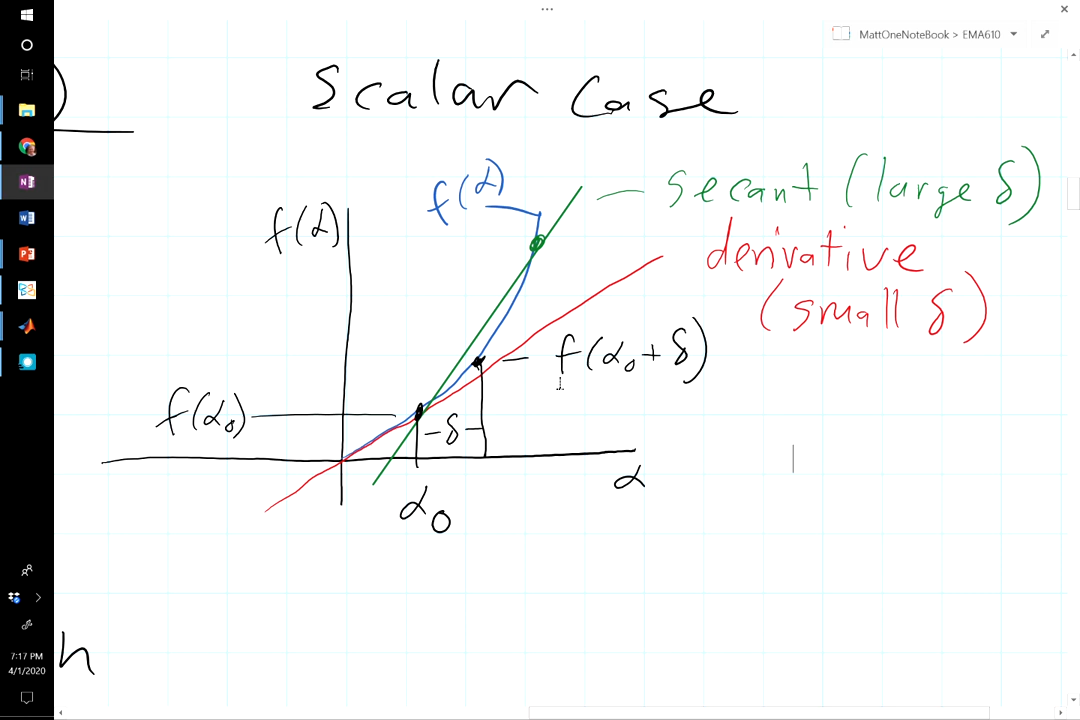 MattOneNoteBook > EMA610
)
Scalar Case
f(α)
secant (large δ)
f(α)
derivative
(small δ)
f(α₀ + δ)
f(α₀)
-δ-
α
α₀
h
7:17 PM
4/1/2020